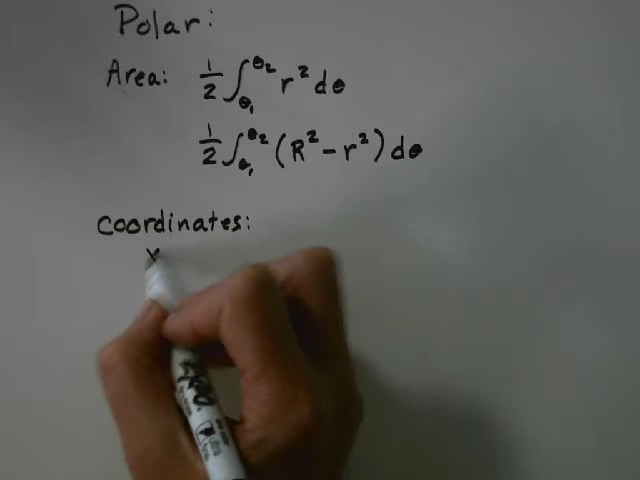 Polar:
Area: 1/2 ∫θ₁^θ₂ r² dθ
1/2 ∫θ₁^θ₂ (R² - r²) dθ
coordinates:
x